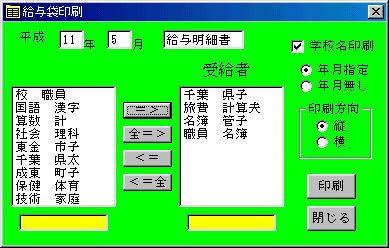 給与袋印刷
平成 11年 5月 給与明細書
学校名印刷
受給者
年月指定
年月無し
校 職員
国語 漢字
算数 計
社会 理科
東金 市子
千葉 県太
成東 町子
保健 体育
技術 家庭
=>
全=>
<=
<=全
千葉 県子
旅費 計算夫
名簿 管子
職員 名簿
印刷方向
縦
横
印刷
閉じる